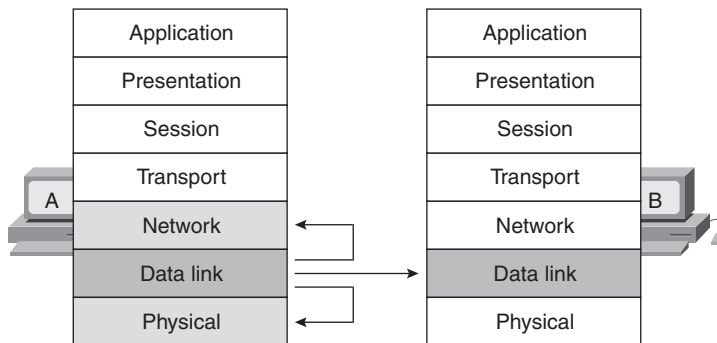 Application
Presentation
Session
Transport
A
Network
Data link
Physical
Application
Presentation
Session
Transport
B
Network
Data link
Physical